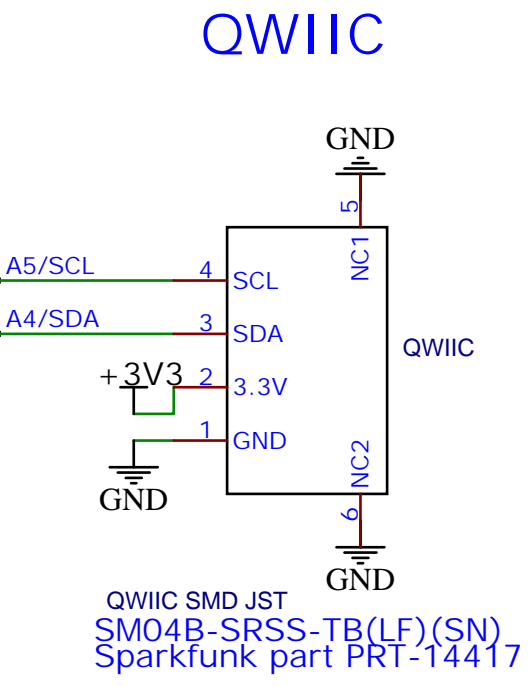 QWIIC
GND
5
NC1
A5/SCL
4
SCL
A4/SDA
3
SDA
QWIIC
+3V3
2
3.3V
1
GND
NC2
GND
6
GND
QWIIC SMD JST
SM04B-SRSS-TB(LF)(SN)
Sparkfunk part PRT-14417